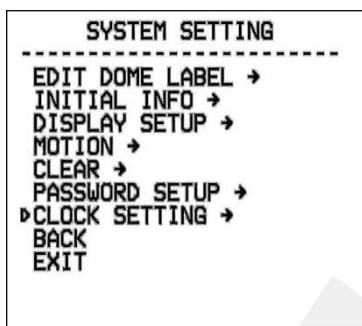 SYSTEM SETTING
------------------------
EDIT DOME LABEL →
INITIAL INFO →
DISPLAY SETUP →
MOTION →
CLEAR →
PASSWORD SETUP →
▷CLOCK SETTING →
BACK
EXIT